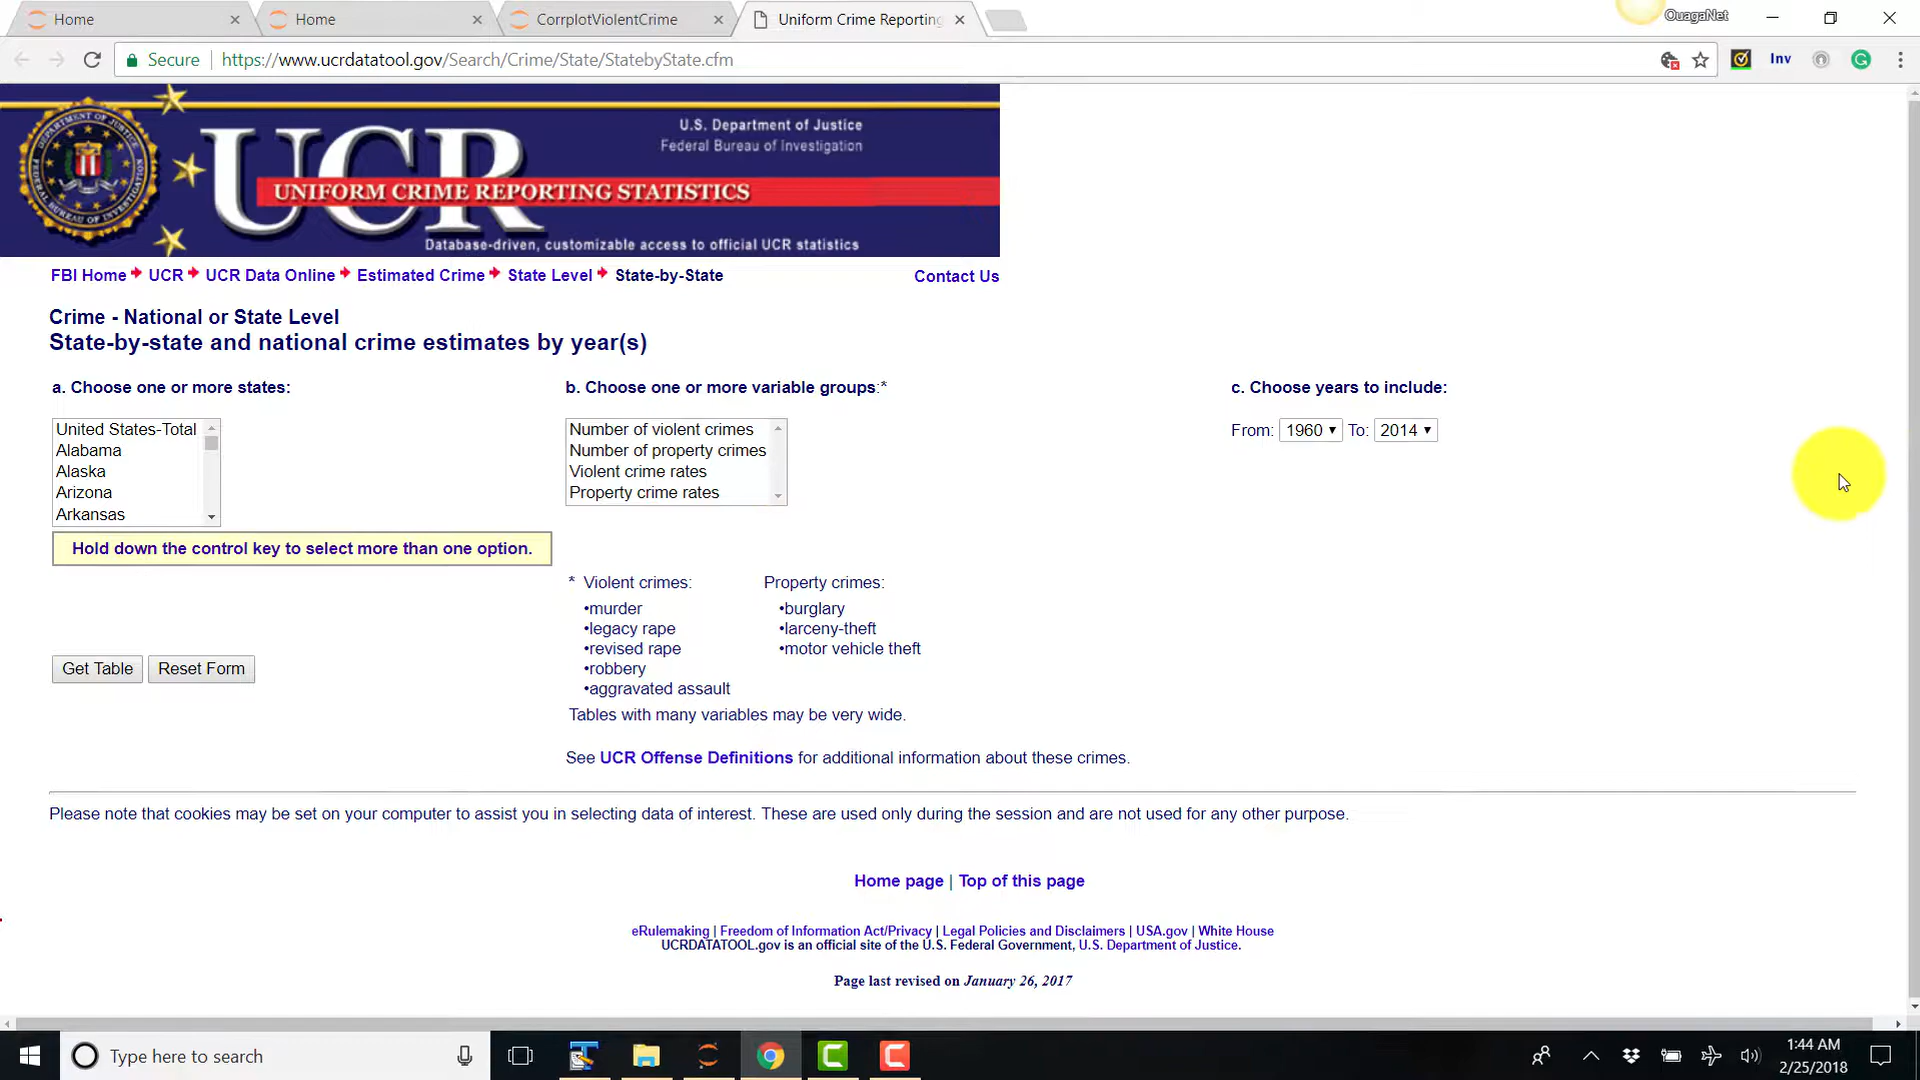 Home
Home
CorrplotViolentCrime
Uniform Crime Reporting
OuagaNet
Secure
https://www.ucrdatatool.gov/Search/Crime/State/StatebyState.cfm
Inv
U.S. Department of Justice
Federal Bureau of Investigation
UCR
UNIFORM CRIME REPORTING STATISTICS
Database-driven, customizable access to official UCR statistics
FBI Home UCR UCR Data Online Estimated Crime State Level State-by-State Contact Us
Crime - National or State Level
State-by-state and national crime estimates by year(s)
a. Choose one or more states: b. Choose one or more variable groups:* c. Choose years to include:
United States-Total
Alabama
Alaska
Arizona
Arkansas
Number of violent crimes
Number of property crimes
Violent crime rates
Property crime rates
From: 1960 To: 2014
Hold down the control key to select more than one option.
* Violent crimes:
•murder
•legacy rape
•revised rape
•robbery
•aggravated assault
Property crimes:
•burglary
•larceny-theft
•motor vehicle theft
Get Table Reset Form
Tables with many variables may be very wide.
See UCR Offense Definitions for additional information about these crimes.
Please note that cookies may be set on your computer to assist you in selecting data of interest. These are used only during the session and are not used for any other purpose.
Home page | Top of this page
eRulemaking | Freedom of Information Act/Privacy | Legal Policies and Disclaimers | USA.gov | White House
UCRDATATOOL.gov is an official site of the U.S. Federal Government, U.S. Department of Justice.
Page last revised on January 26, 2017
Type here to search
1:44 AM
2/25/2018